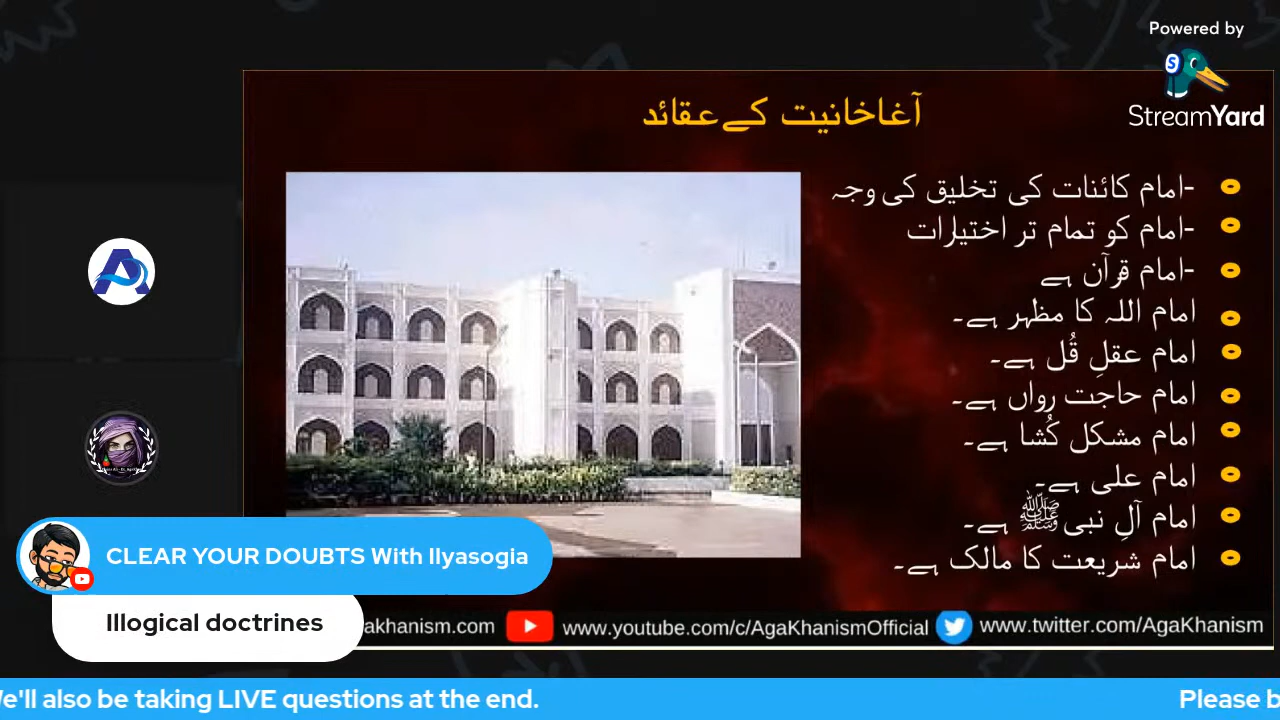 Powered by
StreamYard
آغاخانیت کے عقائد
-امام کائنات کی تخلیق کی وجہ
-امام کو تمام تر اختیارات
-امام قرآن ہے
امام اللہ کا مظہر ہے۔
امام عقلِ قُل ہے۔
امام حاجت رواں ہے۔
امام مشکل کُشا ہے۔
امام علی ہے۔
امام آلِ نبی ﷺ ہے۔
امام شریعت کا مالک ہے۔
CLEAR YOUR DOUBTS With Ilyasogia
Illogical doctrines
akhanism.com www.youtube.com/c/AgaKhanismOfficial www.twitter.com/AgaKhanism
e'll also be taking LIVE questions at the end. Please b